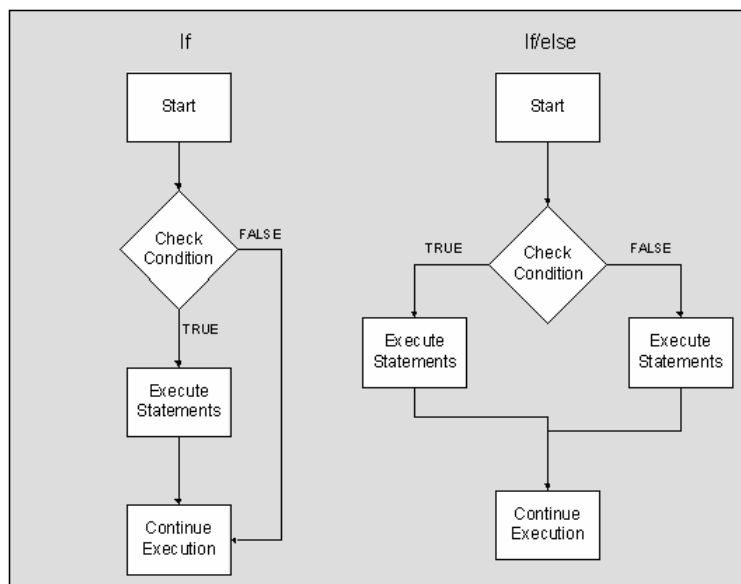 If
Start
Check
Condition
FALSE
TRUE
Execute
Statements
Continue
Execution
If/else
Start
TRUE
Check
Condition
FALSE
Execute
Statements
Execute
Statements
Continue
Execution